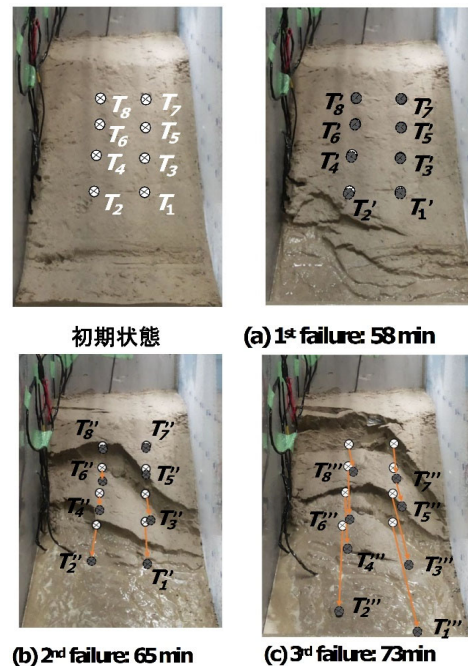 T8 T7
T6 T5
T4 T3
T2 T1
T8' T7'
T6' T5'
T4' T3'
T2' T1'
初期状態
(a) 1st failure: 58 min
T8'' T7''
T6'' T5''
T4'' T3''
T2'' T1''
T8''' T7'''
T6''' T5'''
T4''' T3'''
T2''' T1'''
(b) 2nd failure: 65 min
(c) 3rd failure: 73min